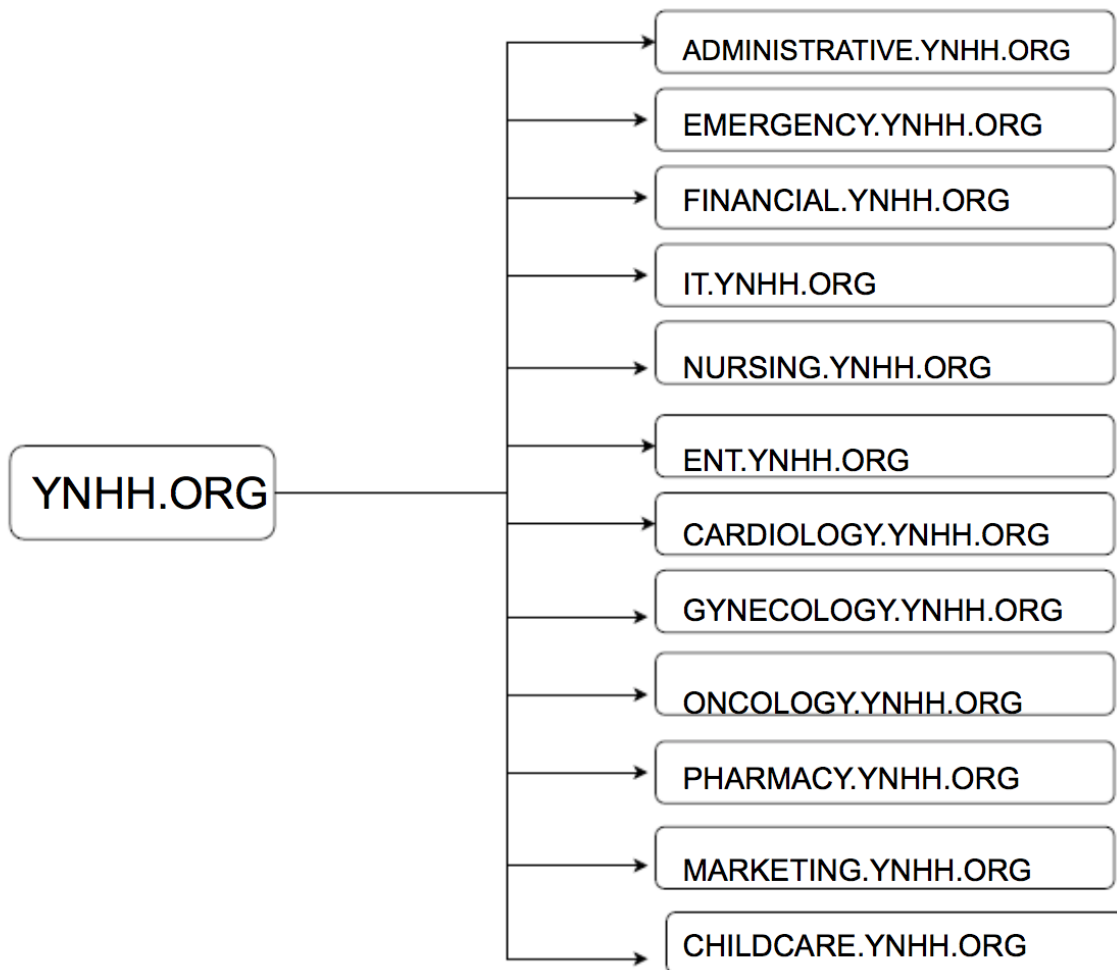 ADMINISTRATIVE.YNHH.ORG
EMERGENCY.YNHH.ORG
FINANCIAL.YNHH.ORG
IT.YNHH.ORG
NURSING.YNHH.ORG
YNHH.ORG
ENT.YNHH.ORG
CARDIOLOGY.YNHH.ORG
GYNECOLOGY.YNHH.ORG
ONCOLOGY.YNHH.ORG
PHARMACY.YNHH.ORG
MARKETING.YNHH.ORG
CHILDCARE.YNHH.ORG